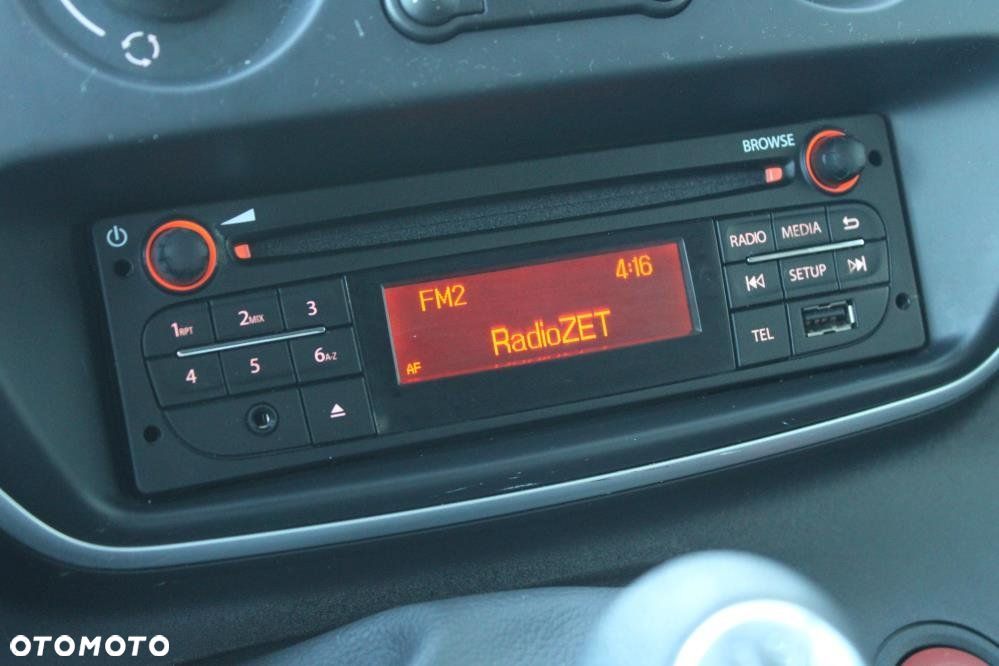 BROWSE
RADIO MEDIA
SETUP
TEL
1RPT 2MIX 3
4 5 6A-Z
FM2 4:16
RadioZET
AF
OTOMOTO